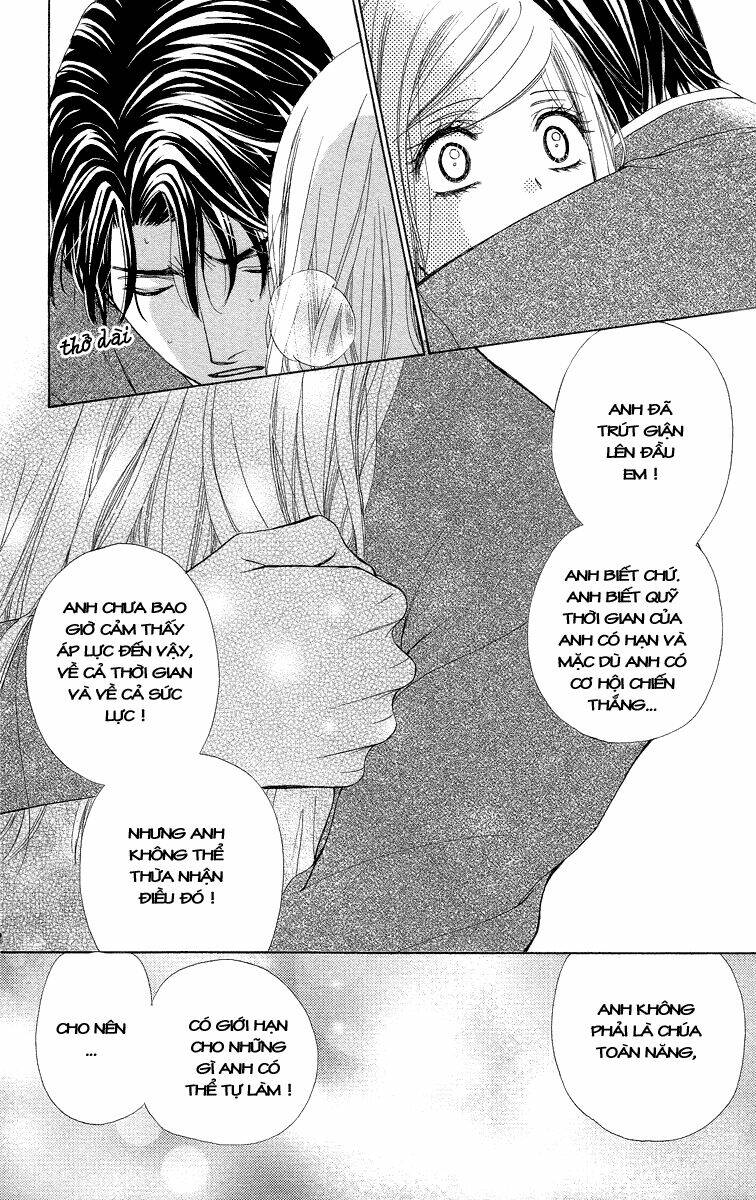 thở dài
ANH ĐÃ
TRÚT GIẬN
LÊN ĐẦU
EM !
ANH BIẾT CHỨ.
ANH BIẾT QUỸ
THỜI GIAN CỦA
ANH CÓ HẠN VÀ
MẶC DÙ ANH CÓ
CƠ HỘI CHIẾN
THẮNG...
ANH CHƯA BAO
GIỜ CẢM THẤY
ÁP LỰC ĐẾN VẬY,
VỀ CẢ THỜI GIAN
VÀ VỀ CẢ SỨC
LỰC !
NHƯNG ANH
KHÔNG THỂ
THỪA NHẬN
ĐIỀU ĐÓ !
ANH KHÔNG
PHẢI LÀ CHÚA
TOÀN NĂNG,
CÓ GIỚI HẠN
CHO NHỮNG
GÌ ANH CÓ
THỂ TỰ LÀM !
CHO NÊN
...